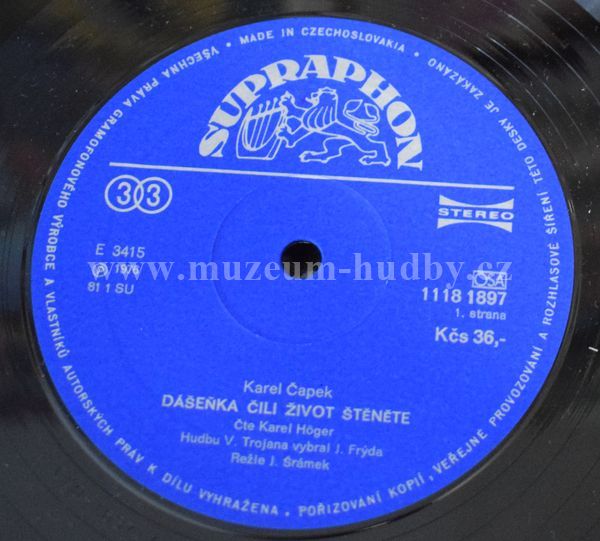 VŠECHNA PRÁVA GRAMOFONOVÉHO VÝROBCE A VLASTNÍKŮ AUTORSKÝCH PRÁV K DÍLU VYHRAŽENA. POŘIZOVÁNÍ KOPIÍ, VEŘEJNÉ PROVOZOVÁNÍ A ROZHLASOVÉ ŠÍŘENÍ TÉTO DESKY JE ZAKÁZÁNO • MADE IN CZECHOSLOVAKIA •
SUPRAPHON
33
STEREO
E 3415
℗ 1976
81 1 SU
www.muzeum-hudby.cz
OSA
1118 1897
1. strana
Kčs 36,-
Karel Čapek
DÁŠEŇKA ČILI ŽIVOT ŠTĚNĚTE
Čte Karel Höger
Hudbu V. Trojana vybral J. Frýda
Režie J. Šrámek